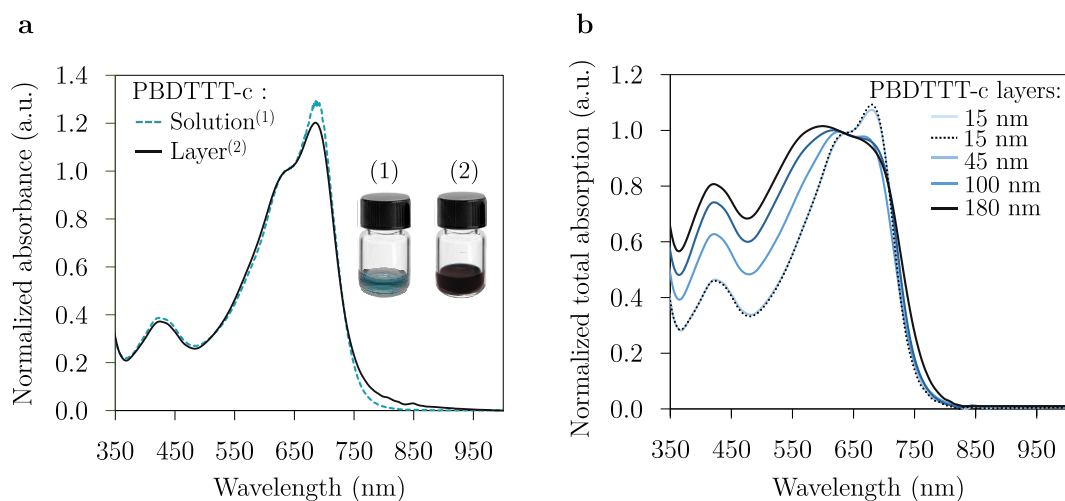 a
Normalized absorbance (a.u.)
1.4
1.2
1.0
0.8
0.6
0.4
0.2
0.0
PBDTTT-c :
Solution⁽¹⁾
Layer⁽²⁾
(1) (2)
350 450 550 650 750 850 950
Wavelength (nm)
b
Normalized total absorption (a.u.)
1.2
1.0
0.8
0.6
0.4
0.2
0.0
PBDTTT-c layers:
15 nm
15 nm
45 nm
100 nm
180 nm
350 450 550 650 750 850 950
Wavelength (nm)